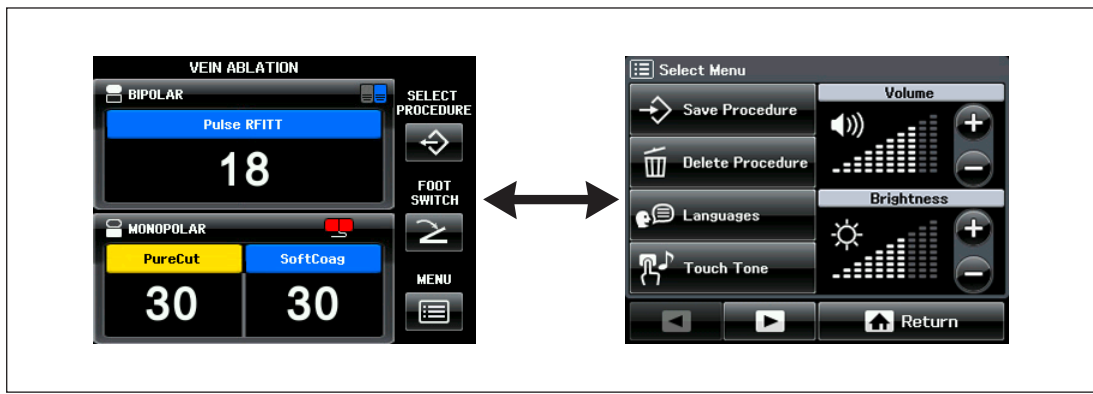 VEIN ABLATION
BIPOLAR
Pulse RFITT
18
MONOPOLAR
PureCut
SoftCoag
30
30
SELECT
PROCEDURE
FOOT
SWITCH
MENU
Select Menu
Save Procedure
Delete Procedure
Languages
Touch Tone
Volume
Brightness
Return